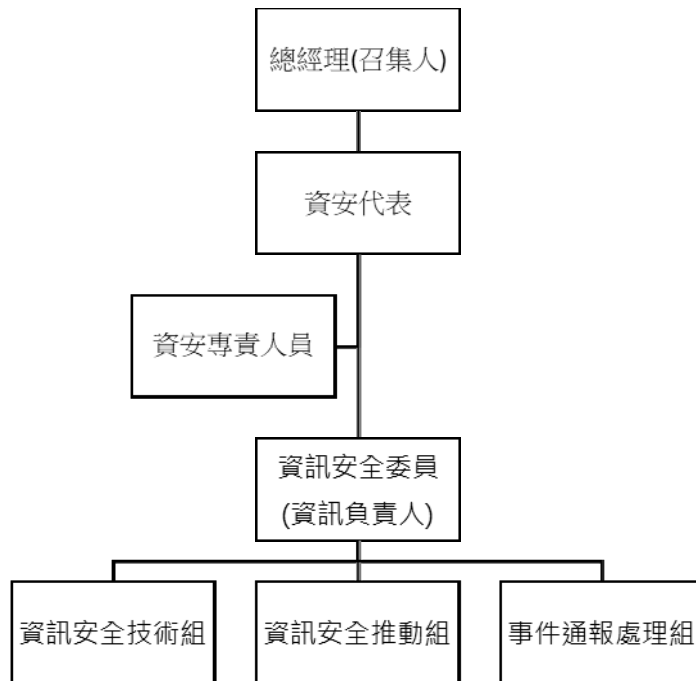 總經理(召集人)
資安代表
資安專責人員
資訊安全委員
(資訊負責人)
資訊安全技術組
資訊安全推動組
事件通報處理組